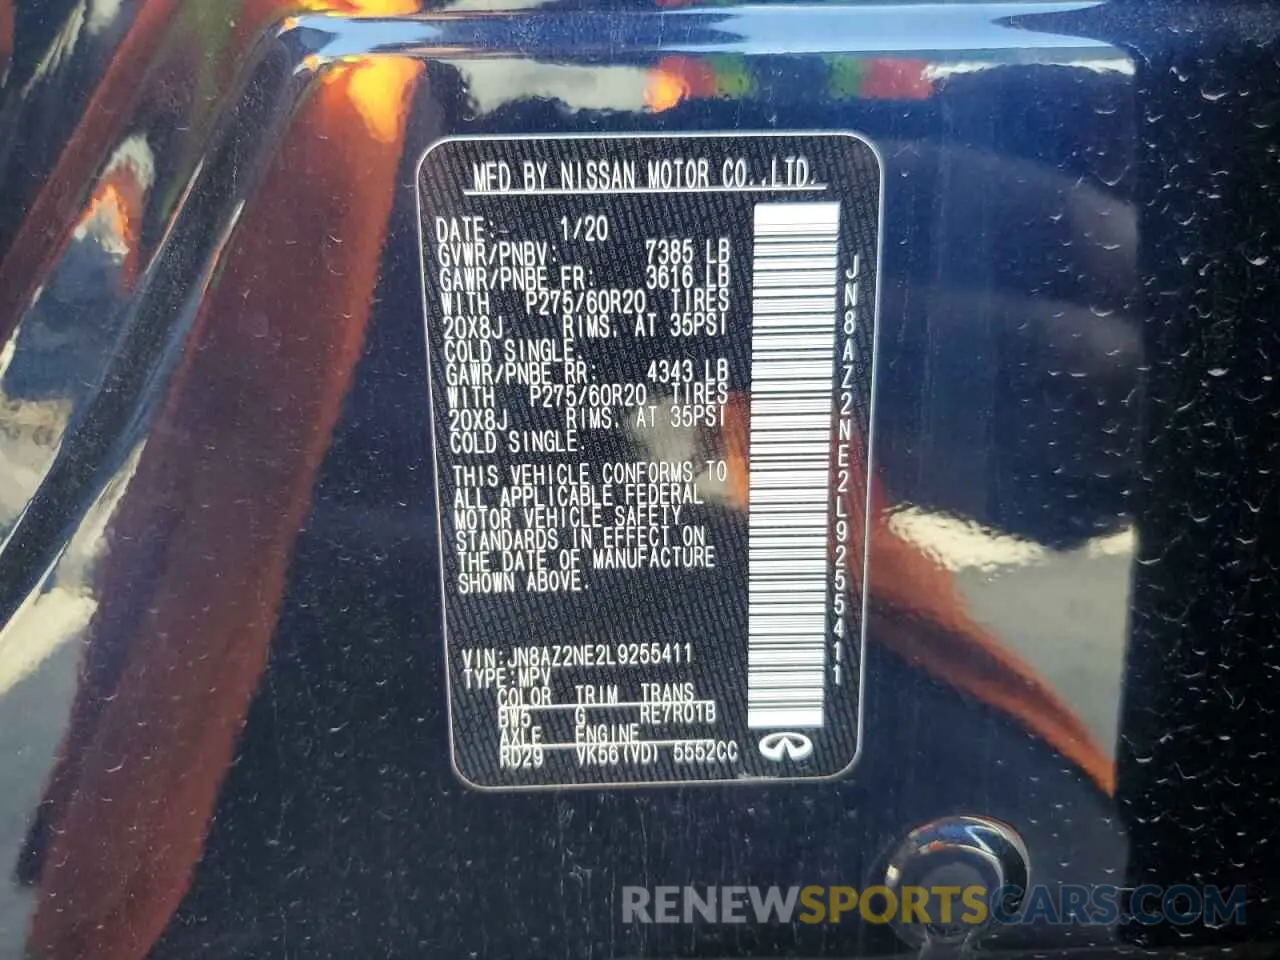 MFD BY NISSAN MOTOR CO.,LTD.
DATE: 1/20
GVWR/PNBV: 7385 LB
GAWR/PNBE FR: 3616 LB
WITH P275/60R20 TIRES
20X8J RIMS. AT 35PSI
COLD SINGLE.
GAWR/PNBE RR: 4343 LB
WITH P275/60R20 TIRES
20X8J RIMS. AT 35PSI
COLD SINGLE.
THIS VEHICLE CONFORMS TO
ALL APPLICABLE FEDERAL
MOTOR VEHICLE SAFETY
STANDARDS IN EFFECT ON
THE DATE OF MANUFACTURE
SHOWN ABOVE.
VIN:JN8AZ2NE2L9255411
TYPE:MPV
COLOR TRIM TRANS
BW5 G RE7R01B
AXLE ENGINE
RD29 VK56(VD) 5552CC
JN8AZ2NE2L9255411
RENEWSPORTSCARS.COM